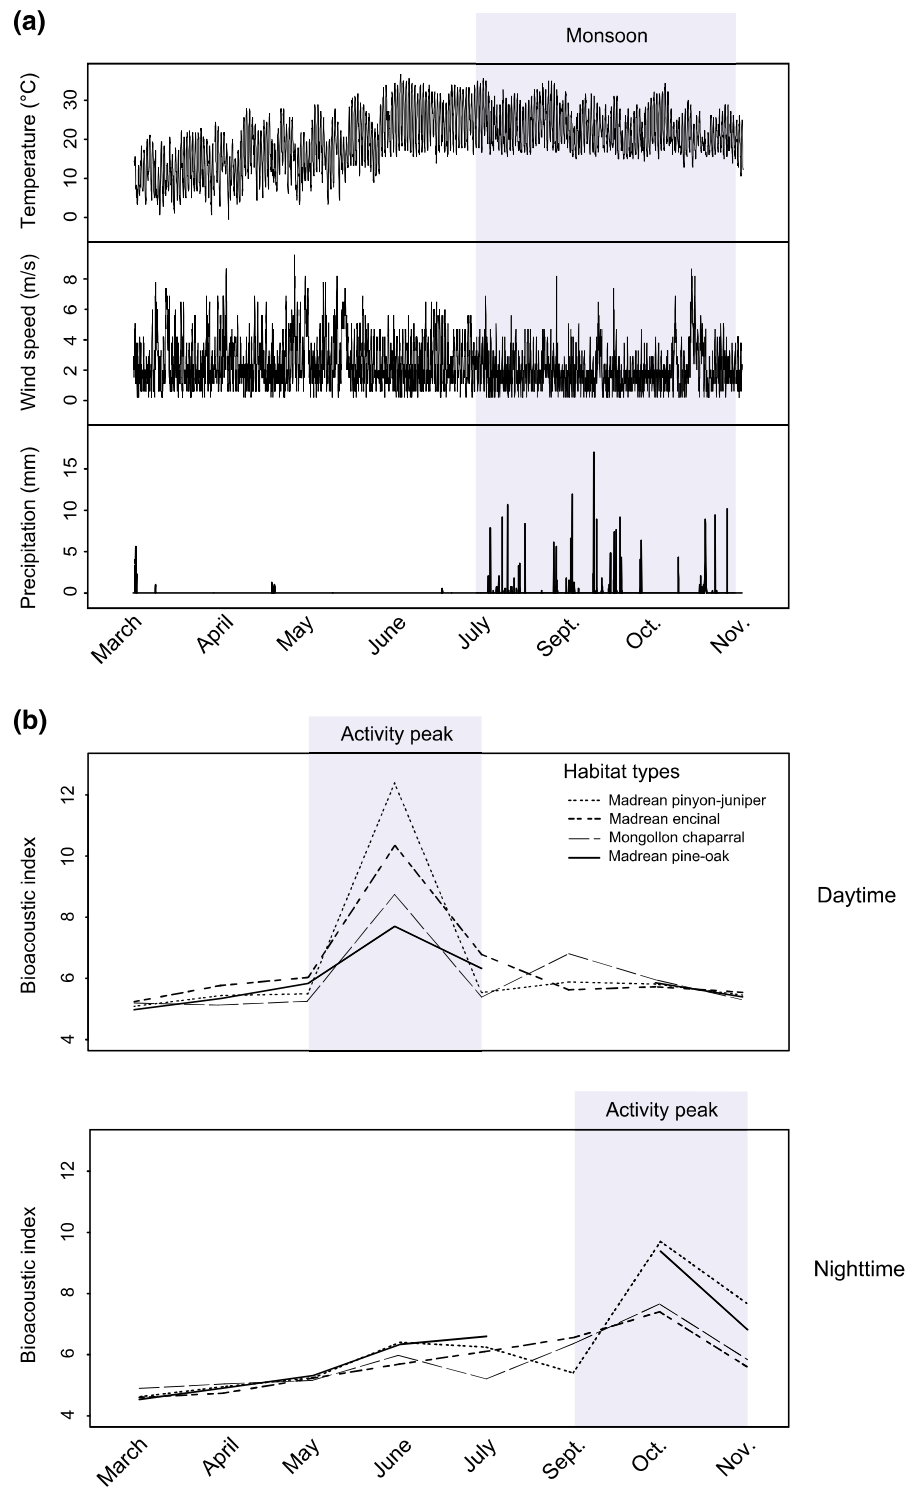 (a)
Monsoon
Temperature (°C)
30
20
10
0
Wind speed (m/s)
8
6
4
2
0
Precipitation (mm)
15
10
5
0
March
April
May
June
July
Sept.
Oct.
Nov.
(b)
Activity peak
Bioacoustic index
12
10
8
6
4
Habitat types
Madrean pinyon-juniper
Madrean encinal
Mongollon chaparral
Madrean pine-oak
Daytime
Activity peak
Bioacoustic index
12
10
8
6
4
Nighttime
March
April
May
June
July
Sept.
Oct.
Nov.